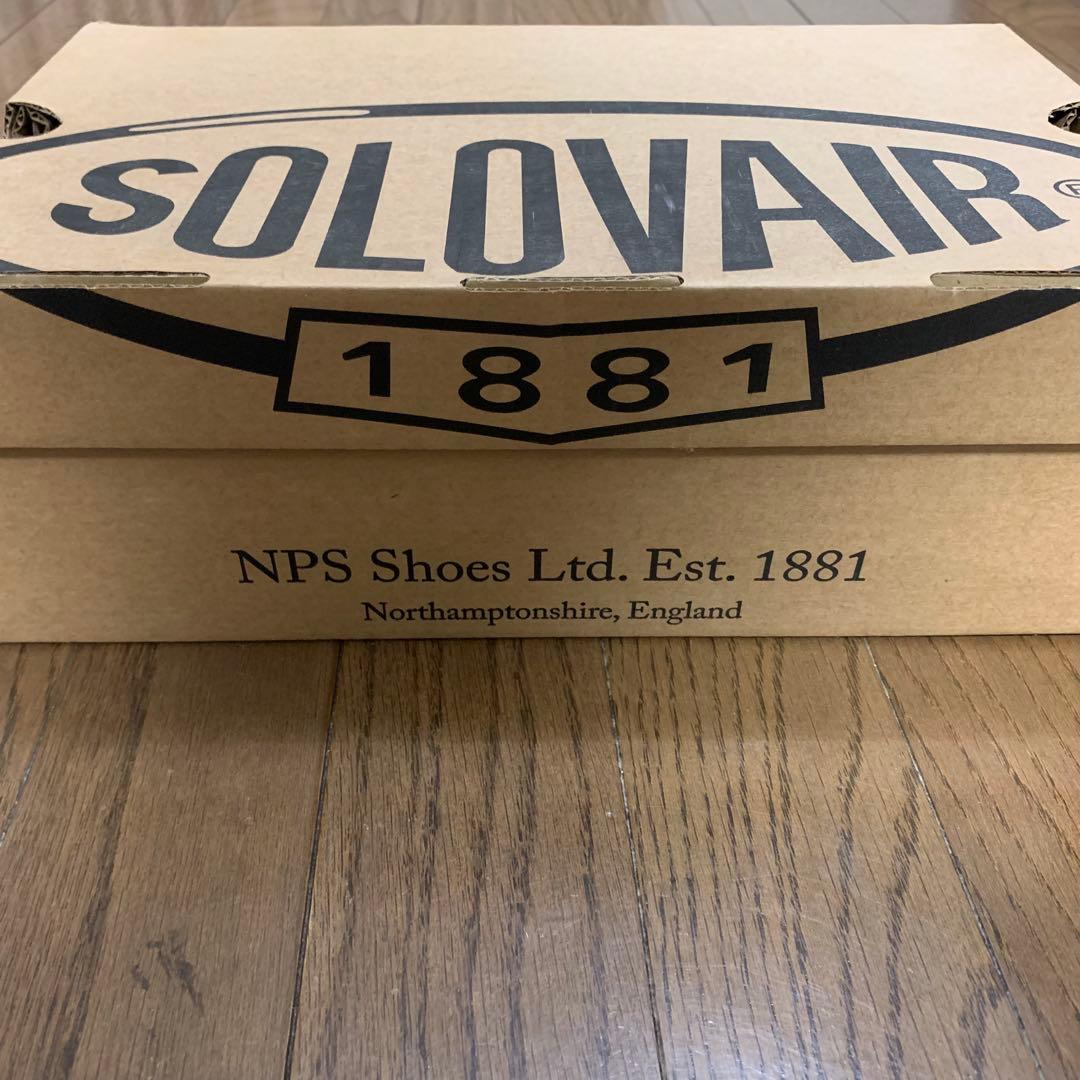 SOLOVAIR®
1881
NPS Shoes Ltd. Est. 1881
Northamptonshire, England